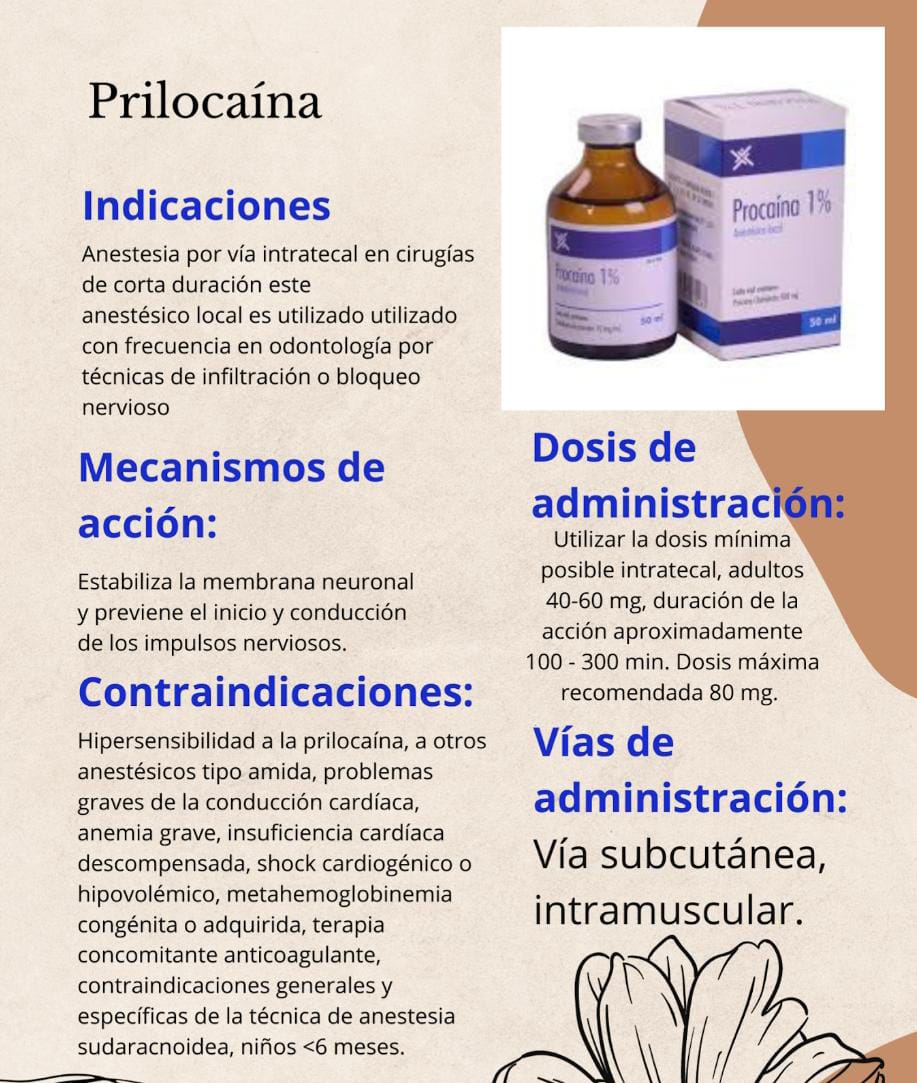 Prilocaína
Indicaciones
Anestesia por vía intratecal en cirugías
de corta duración este
anestésico local es utilizado utilizado
con frecuencia en odontología por
técnicas de infiltración o bloqueo
nervioso
Mecanismos de
acción:
Estabiliza la membrana neuronal
y previene el inicio y conducción
de los impulsos nerviosos.
Contraindicaciones:
Hipersensibilidad a la prilocaína, a otros
anestésicos tipo amida, problemas
graves de la conducción cardíaca,
anemia grave, insuficiencia cardíaca
descompensada, shock cardiogénico o
hipovolémico, metahemoglobinemia
congénita o adquirida, terapia
concomitante anticoagulante,
contraindicaciones generales y
específicas de la técnica de anestesia
sudaracnoidea, niños <6 meses.
Procaína 1%
50 ml
Procaína 1%
Anestésico local
50 ml
Dosis de
administración:
Utilizar la dosis mínima
posible intratecal, adultos
40-60 mg, duración de la
acción aproximadamente
100 - 300 min. Dosis máxima
recomendada 80 mg.
Vías de
administración:
Vía subcutánea,
intramuscular.